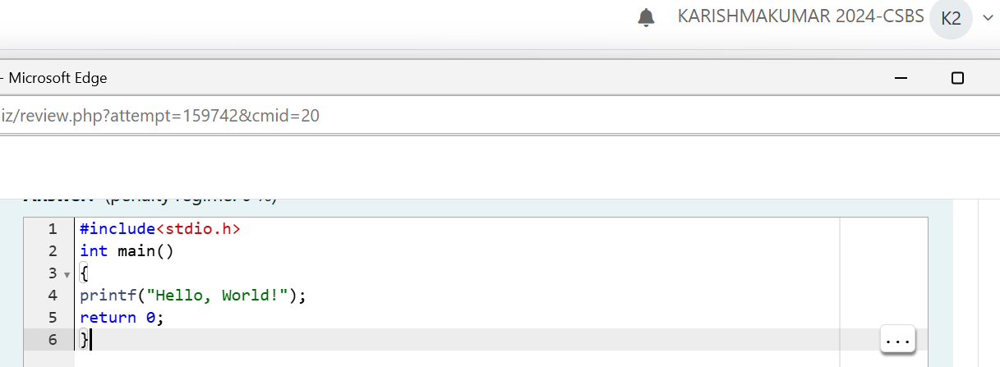 KARISHMAKUMAR 2024-CSBS K2
- Microsoft Edge
iz/review.php?attempt=159742&cmid=20
Answer: (penalty regime: 0 %)
1 #include<stdio.h>
2 int main()
3 {
4 printf("Hello, World!");
5 return 0;
6 }
...